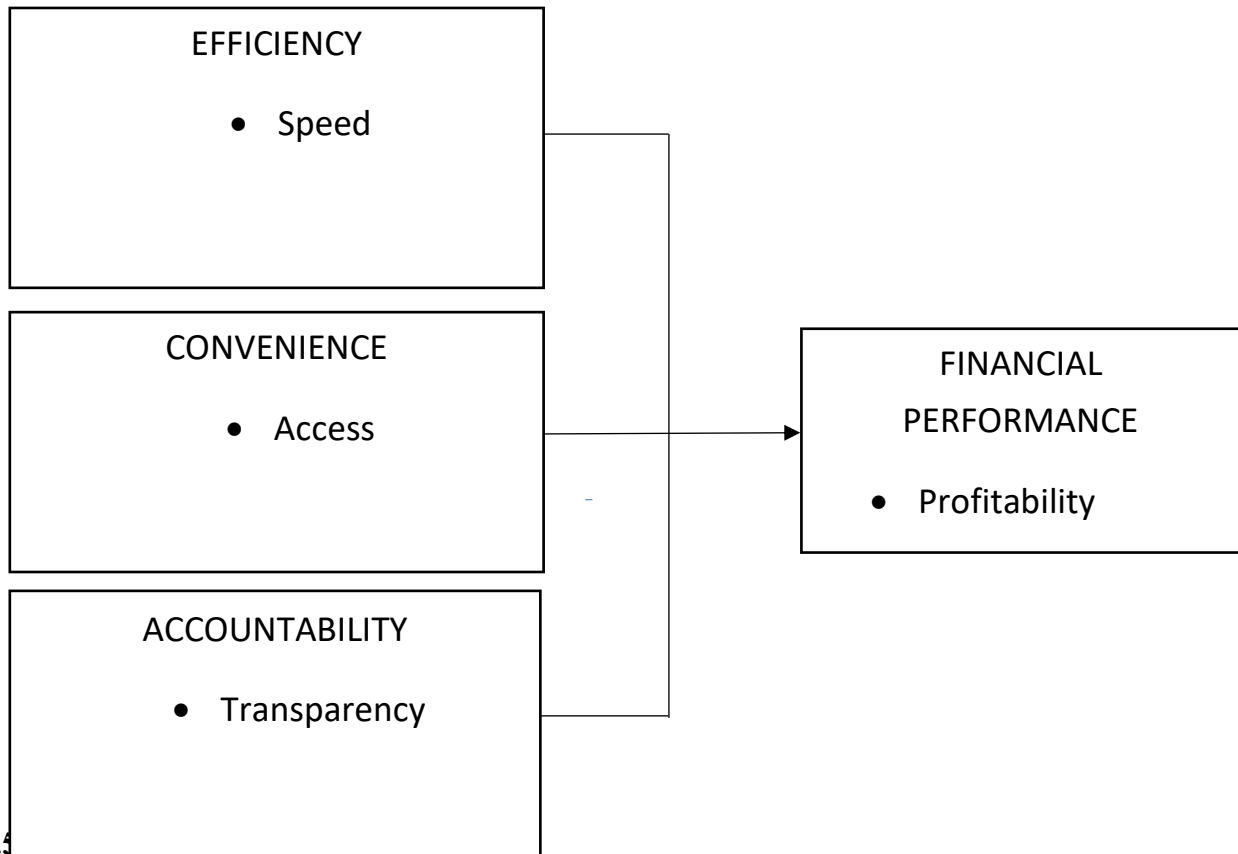 EFFICIENCY
• Speed
CONVENIENCE
• Access
FINANCIAL
PERFORMANCE
• Profitability
ACCOUNTABILITY
• Transparency